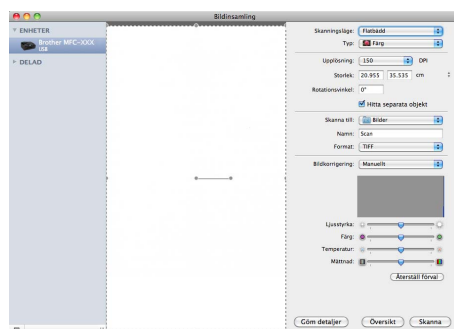 Bildinsamling
ENHETER
Brother MFC-XXX
USB
DELAD
Skanningsläge: Flatbädd
Typ: Färg
Upplösning: 150 DPI
Storlek: 20.955 35.535 cm
Rotationsvinkel: 0°
Hitta separata objekt
Skanna till: Bilder
Namn: Scan
Format: TIFF
Bildkorrigering: Manuellt
Ljusstyrka:
Färg:
Temperatur:
Mättnad:
Återställ förval
Göm detaljer Översikt Skanna